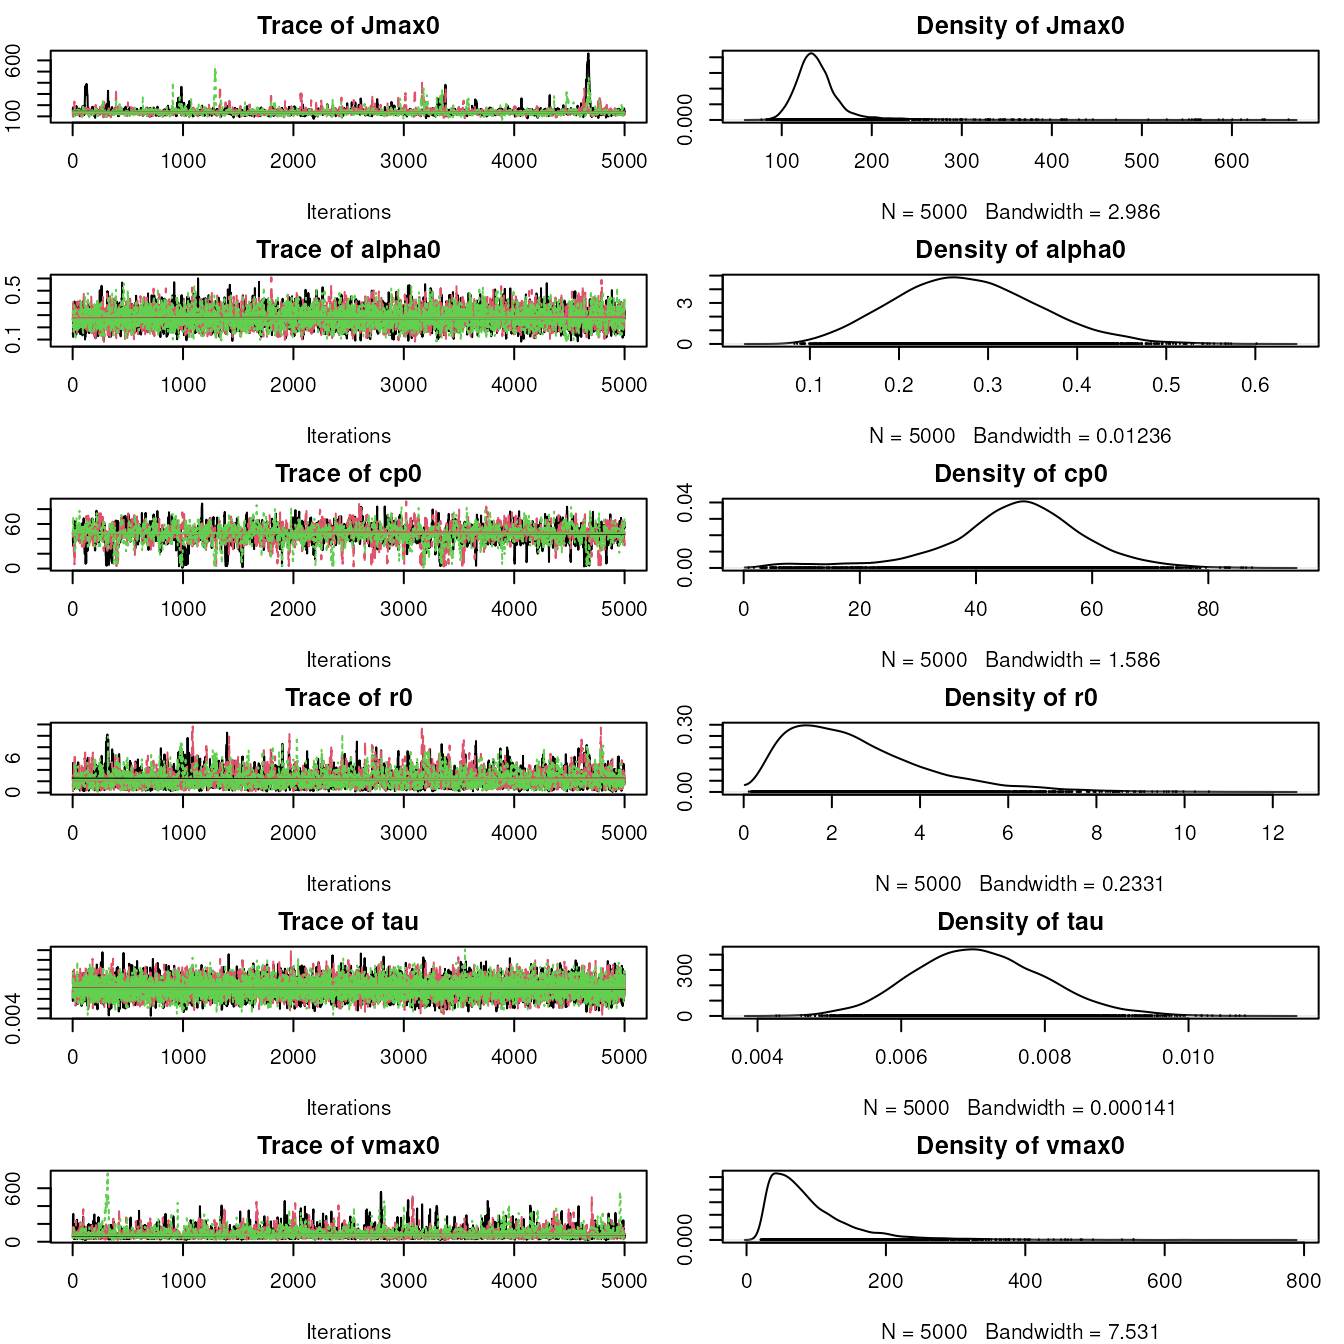 Trace of Jmax0
600
100
0 1000 2000 3000 4000 5000
Iterations
Density of Jmax0
0.000
100 200 300 400 500 600
N = 5000 Bandwidth = 2.986
Trace of alpha0
0.5
0.1
0 1000 2000 3000 4000 5000
Iterations
Density of alpha0
3
0
0.1 0.2 0.3 0.4 0.5 0.6
N = 5000 Bandwidth = 0.01236
Trace of cp0
60
0
0 1000 2000 3000 4000 5000
Iterations
Density of cp0
0.04
0.00
0 20 40 60 80
N = 5000 Bandwidth = 1.586
Trace of r0
6
0
0 1000 2000 3000 4000 5000
Iterations
Density of r0
0.30
0.00
0 2 4 6 8 10 12
N = 5000 Bandwidth = 0.2331
Trace of tau
0.004
0 1000 2000 3000 4000 5000
Iterations
Density of tau
300
0
0.004 0.006 0.008 0.010
N = 5000 Bandwidth = 0.000141
Trace of vmax0
600
0
0 1000 2000 3000 4000 5000
Iterations
Density of vmax0
0.000
0 200 400 600 800
N = 5000 Bandwidth = 7.531